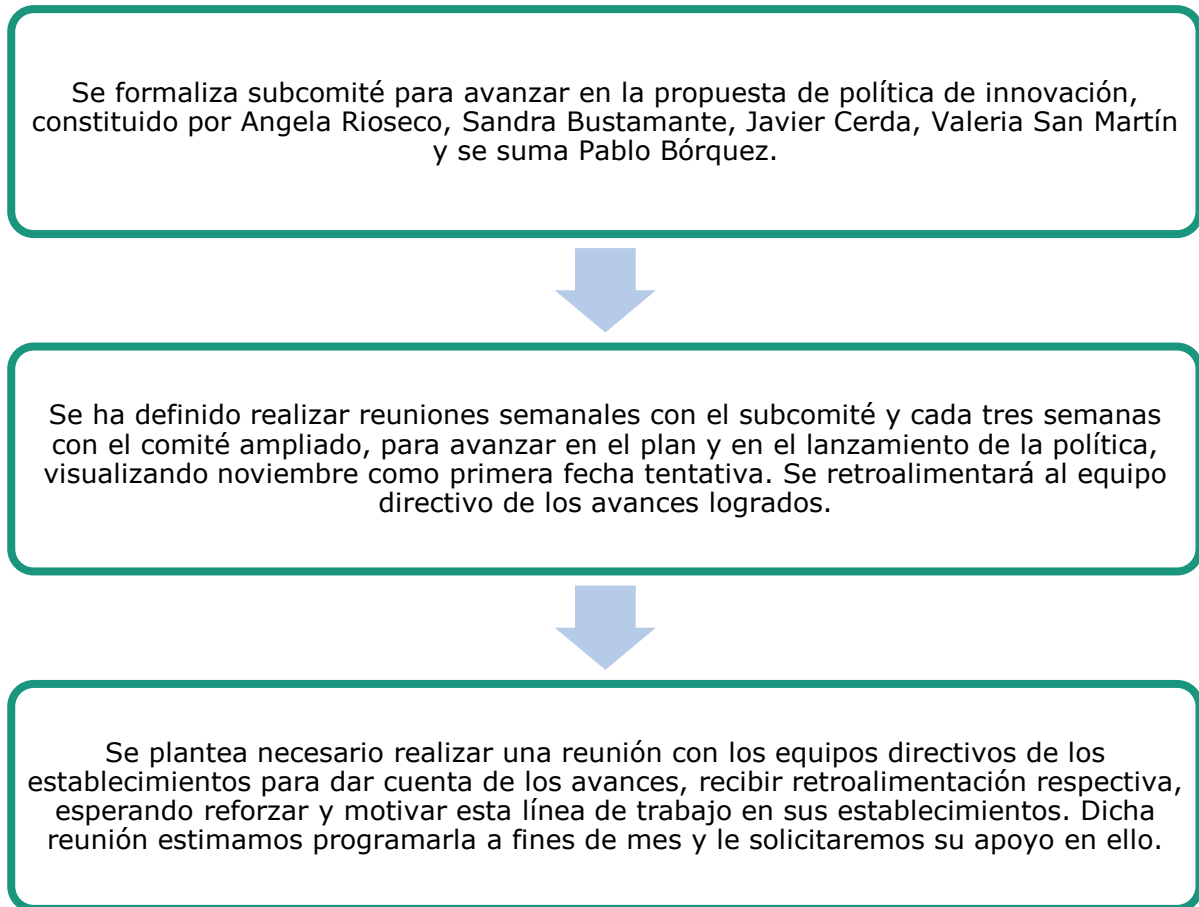 Se formaliza subcomité para avanzar en la propuesta de política de innovación,
constituido por Angela Rioseco, Sandra Bustamante, Javier Cerda, Valeria San Martín
y se suma Pablo Bórquez.
Se ha definido realizar reuniones semanales con el subcomité y cada tres semanas
con el comité ampliado, para avanzar en el plan y en el lanzamiento de la política,
visualizando noviembre como primera fecha tentativa. Se retroalimentará al equipo
directivo de los avances logrados.
Se plantea necesario realizar una reunión con los equipos directivos de los
establecimientos para dar cuenta de los avances, recibir retroalimentación respectiva,
esperando reforzar y motivar esta línea de trabajo en sus establecimientos. Dicha
reunión estimamos programarla a fines de mes y le solicitaremos su apoyo en ello.